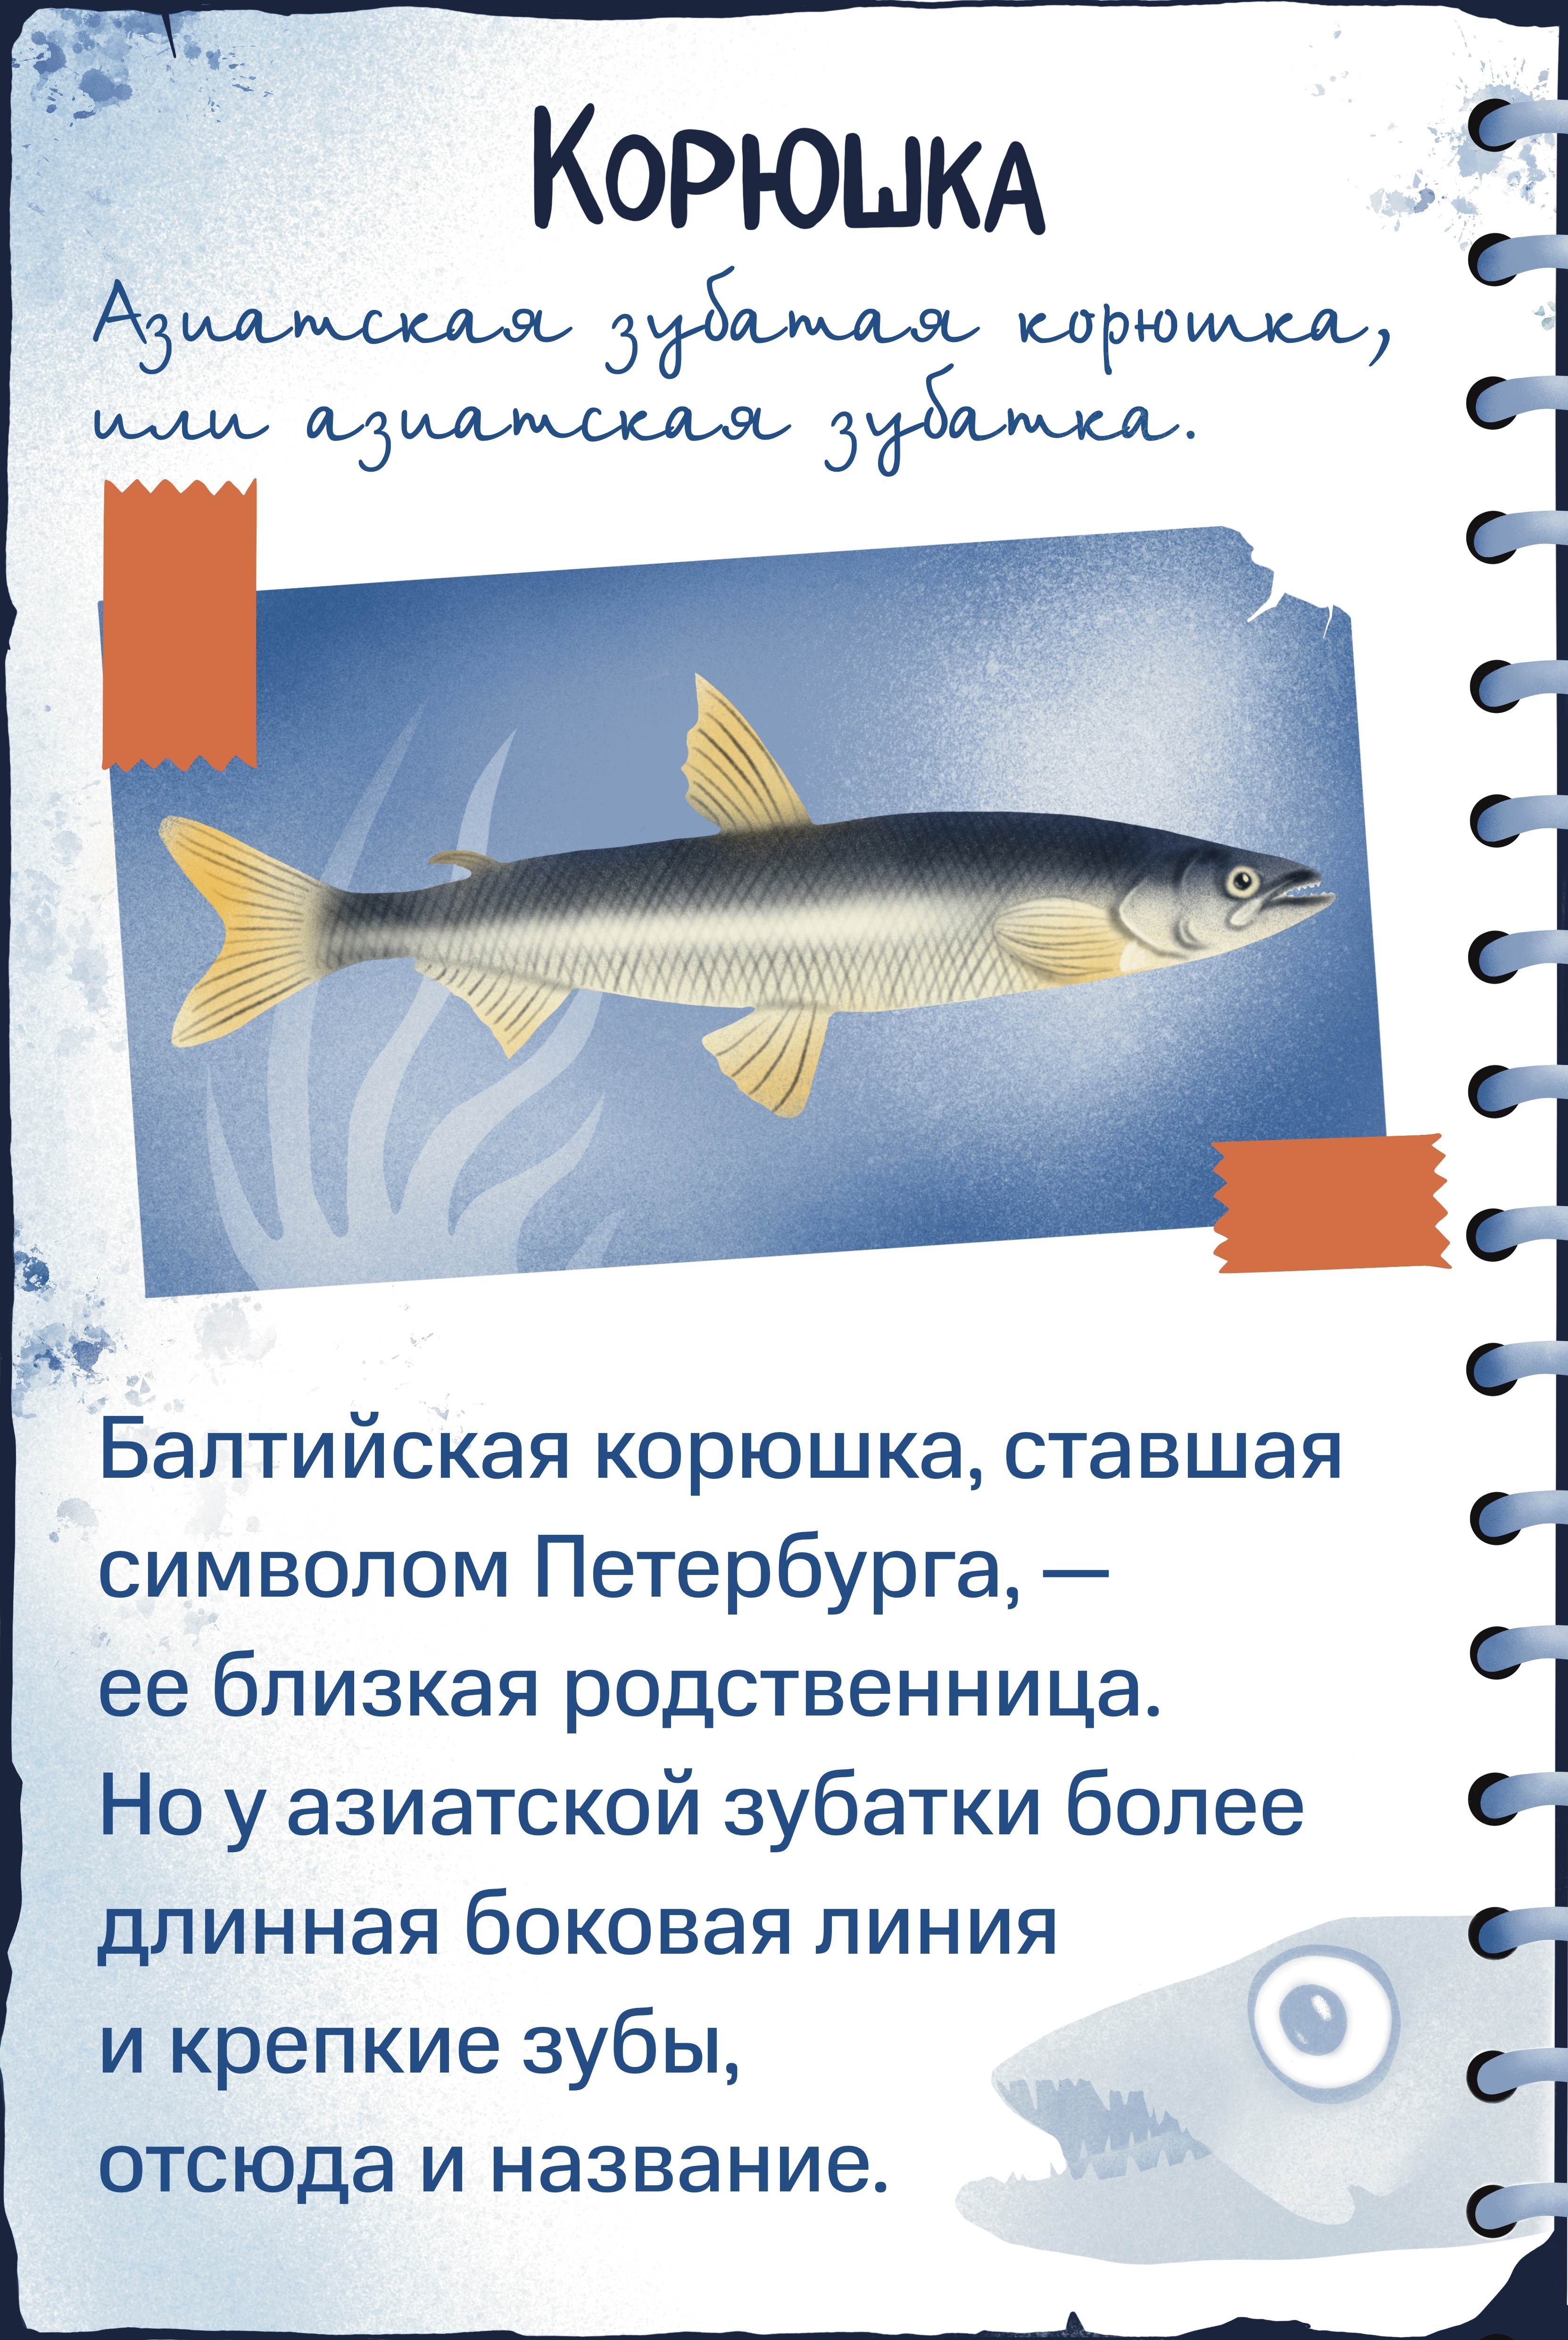 Корюшка
Азиатская зубатая корюшка,
или азиатская зубатка.
Балтийская корюшка, ставшая
символом Петербурга, —
ее близкая родственница.
Но у азиатской зубатки более
длинная боковая линия
и крепкие зубы,
отсюда и название.